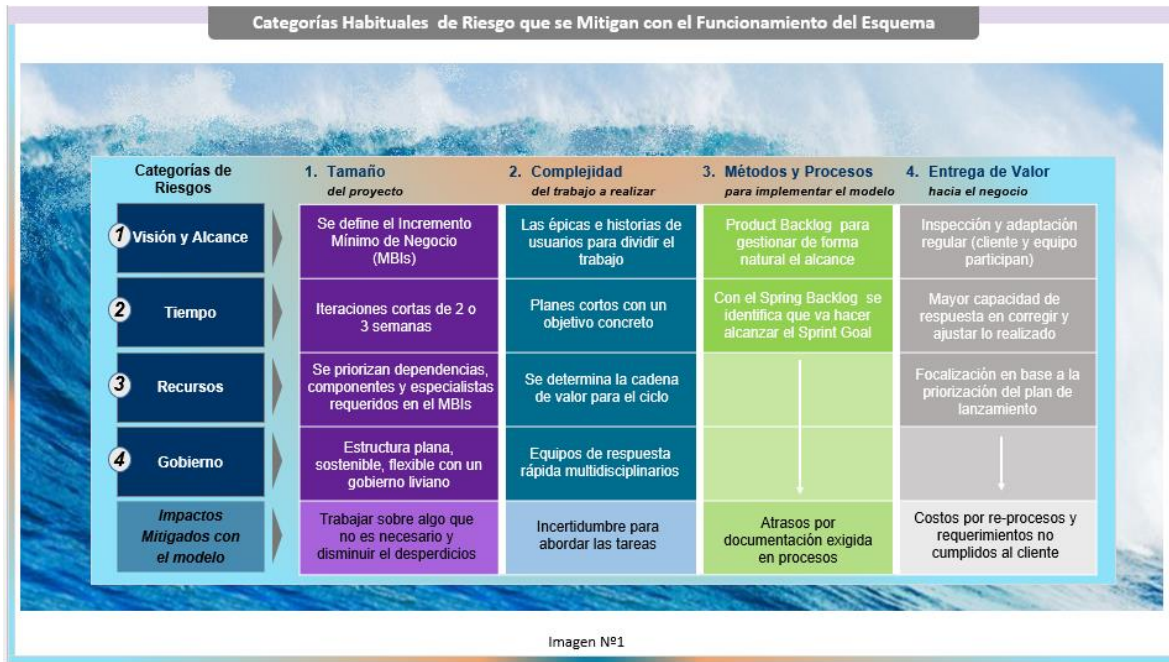 Categorías Habituales de Riesgo que se Mitigan con el Funcionamiento del Esquema
Categorías de
Riesgos
1. Tamaño
del proyecto
2. Complejidad
del trabajo a realizar
3. Métodos y Procesos
para implementar el modelo
4. Entrega de Valor
hacia el negocio
1 Visión y Alcance
Se define el Incremento
Mínimo de Negocio
(MBIs)
Las épicas e historias de
usuarios para dividir el
trabajo
Product Backlog para
gestionar de forma
natural el alcance
Inspección y adaptación
regular (cliente y equipo
participan)
2 Tiempo
Iteraciones cortas de 2 o
3 semanas
Planes cortos con un
objetivo concreto
Con el Spring Backlog se
identifica que va hacer
alcanzar el Sprint Goal
Mayor capacidad de
respuesta en corregir y
ajustar lo realizado
3 Recursos
Se priorizan dependencias,
componentes y especialistas
requeridos en el MBIs
Se determina la cadena
de valor para el ciclo
Focalización en base a la
priorización del plan de
lanzamiento
4 Gobierno
Estructura plana,
sostenible, flexible con un
gobierno liviano
Equipos de respuesta
rápida multidisciplinarios
Impactos
Mitigados con
el modelo
Trabajar sobre algo que
no es necesario y
disminuir el desperdicios
Incertidumbre para
abordar las tareas
Atrasos por
documentación exigida
en procesos
Costos por re-procesos y
requerimientos no
cumplidos al cliente
Imagen Nº1